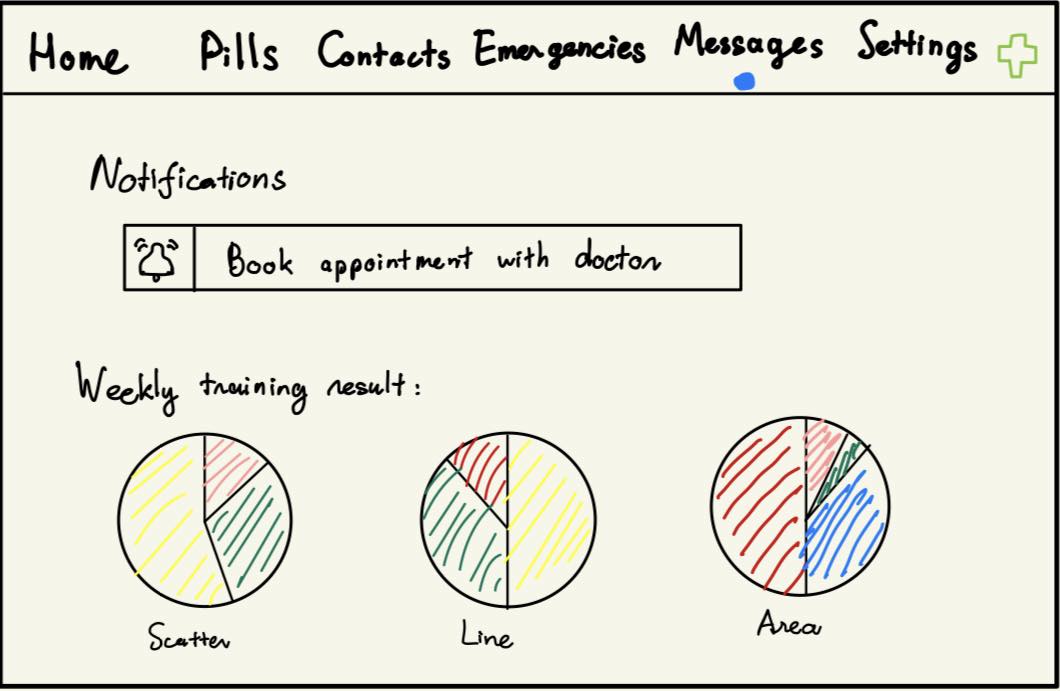 Home Pills Contacts Emergencies Messages Settings
Notifications
Book appointment with doctor
Weekly training result:
Scatter Line Area